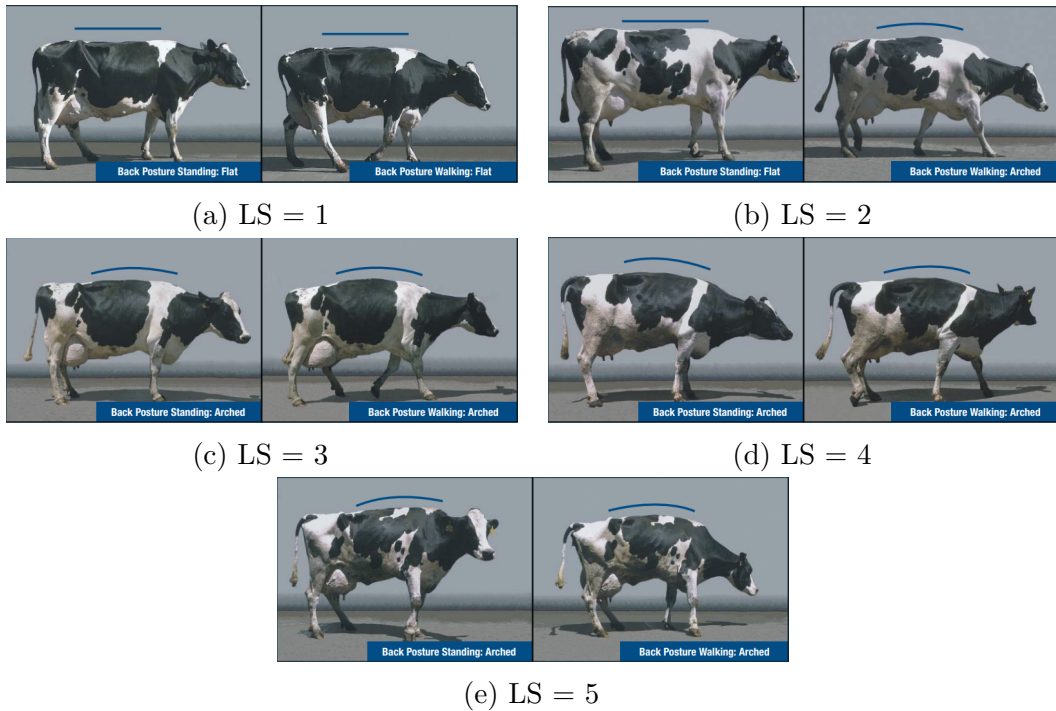 Back Posture Standing: Flat
Back Posture Walking: Flat
(a) LS = 1
Back Posture Standing: Flat
Back Posture Walking: Arched
(b) LS = 2
Back Posture Standing: Arched
Back Posture Walking: Arched
(c) LS = 3
Back Posture Standing: Arched
Back Posture Walking: Arched
(d) LS = 4
Back Posture Standing: Arched
Back Posture Walking: Arched
(e) LS = 5